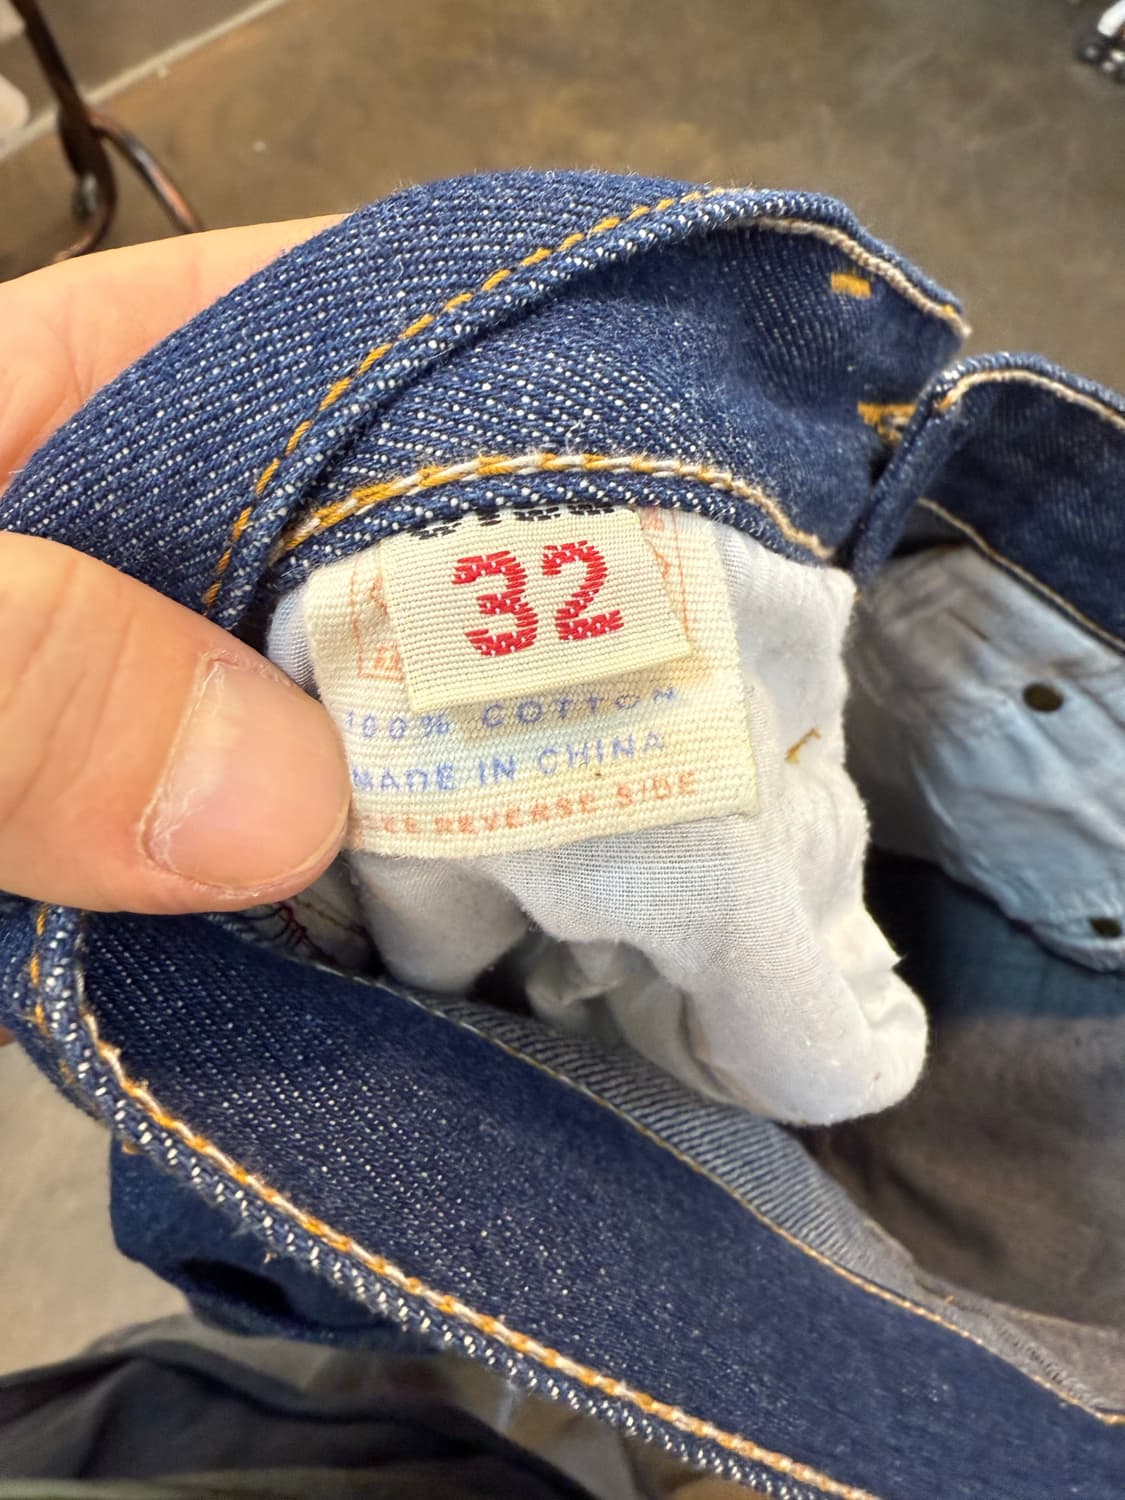 32
100% COTTON
MADE IN CHINA
REVERSE SIDE